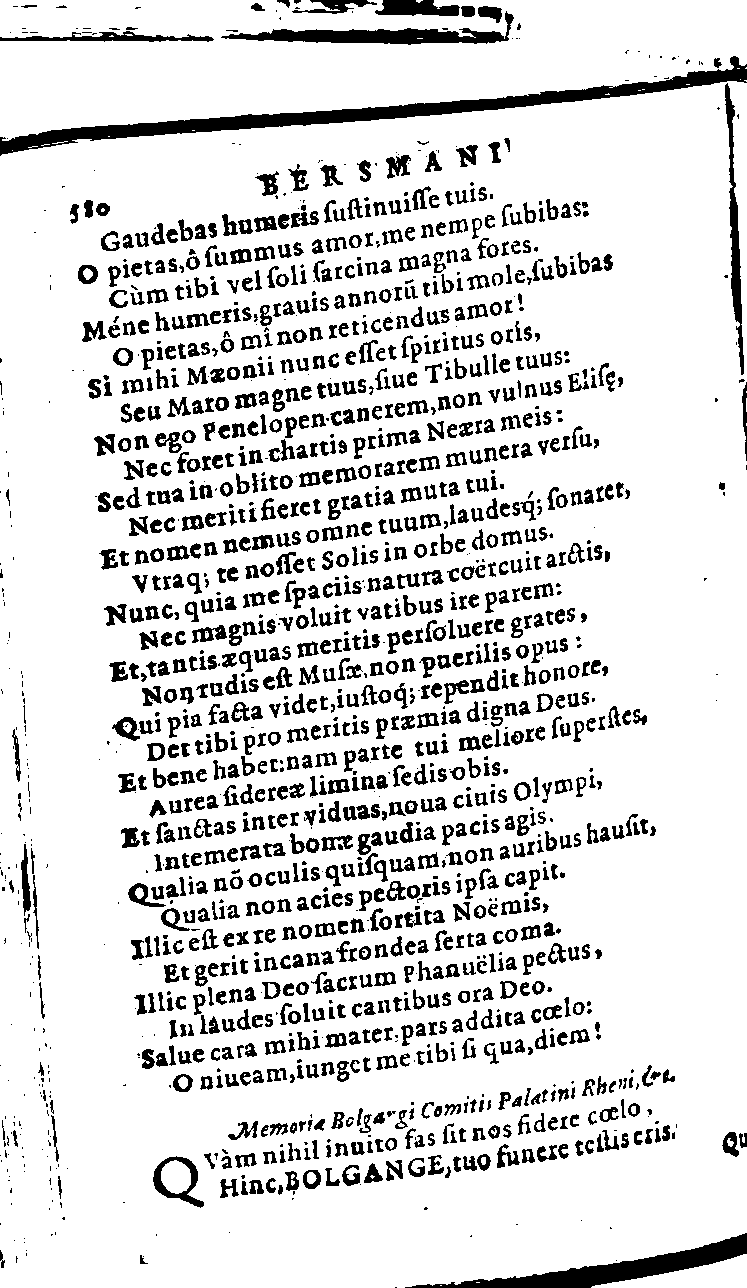 580 BERSMANI
Gaudebas humeris ſuſtinuiſſe tuis.
O pietas,ô ſummus amor,me nempe ſubibas:
Cùm tibi vel ſoli ſarcina magna fores.
Méne humeris,grauis annorũ tibi mole,ſubibas
O pietas,ô mi non reticendus amor!
Si mihi Mæonii nunc eſſet ſpiritus oris,
Seu Maro magne tuus,ſiue Tibulle tuus:
Non ego Penelopen canerem,non vulnus Eliſę,
Nec foret in chartis prima Neæra meis:
Sed tua in oblito memorarem munera verſu,
Nec meriti fieret gratia muta tui.
Et nomen nemus omne tuum,laudesq́; ſonaret,
Vtraq; te noſſet Solis in orbe domus.
Nunc, quia me ſpaciis natura coërcuit arctis,
Nec magnis voluit vatibus ire parem:
Et,tantis æquas meritis perſoluere grates,
Non rudis eſt Muſæ,non puerilis opus:
Qui pia facta videt,iuſtoq́; rependit honore,
Det tibi pro meritis præmia digna Deus.
Et bene habet:nam parte tui meliore ſuperſtes,
Aurea ſidereæ limina ſedis obis.
Et ſanctas inter viduas,noua ciuis Olympi,
Intemerata bonæ gaudia pacis agis.
Qualia nõ oculis quiſquam,non auribus hauſit,
Qualia non acies pectoris ipſa capit.
Illic eſt ex re nomen ſortita Noëmis,
Et gerit incana frondea ſerta coma.
Illic plena Deo ſacrum Phanuëlia pectus,
In laudes ſoluit cantibus ora Deo.
Salue cara mihi mater,pars addita cœlo:
O niueam,iunget me tibi ſi qua,diem!
Memoria Bolgangi Comitis Palatini Rheni,&c.
QVàm nihil inuito fas ſit nos fidere cœlo,
Hinc,BOLGANGE,tuo funere teſtis eris.
Qu